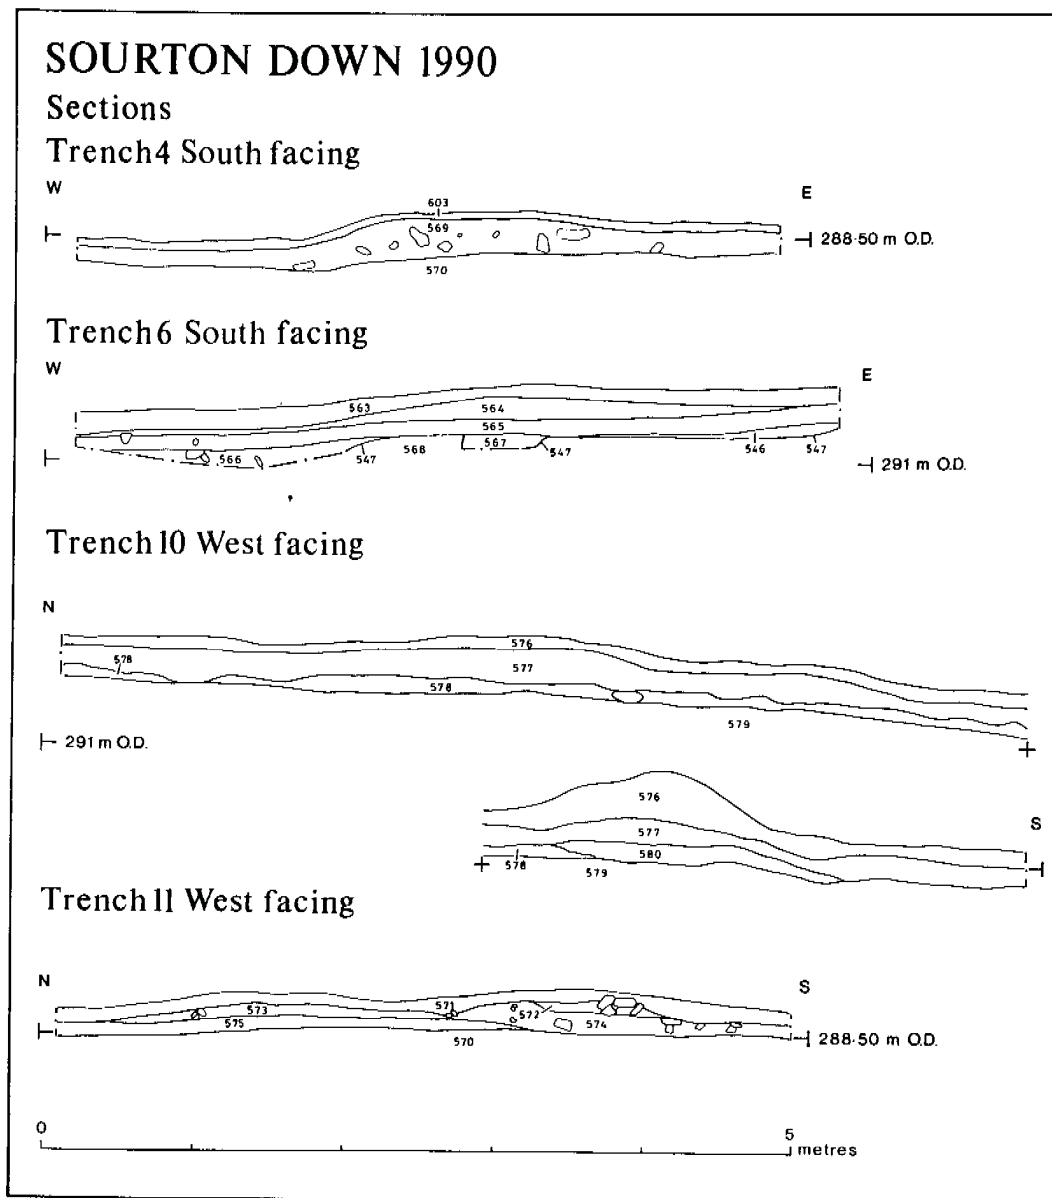 SOURTON DOWN 1990
Sections
Trench 4 South facing
W
E
603
569
570
288·50 m O.D.
Trench 6 South facing
W
E
563
564
565
566
547
568
567
547
546
547
291 m O.D.
Trench 10 West facing
N
576
578
577
578
579
291 m O.D.
576
577
580
578
579
S
Trench 11 West facing
N
S
573
571
572
575
574
570
288·50 m O.D.
0
5
metres